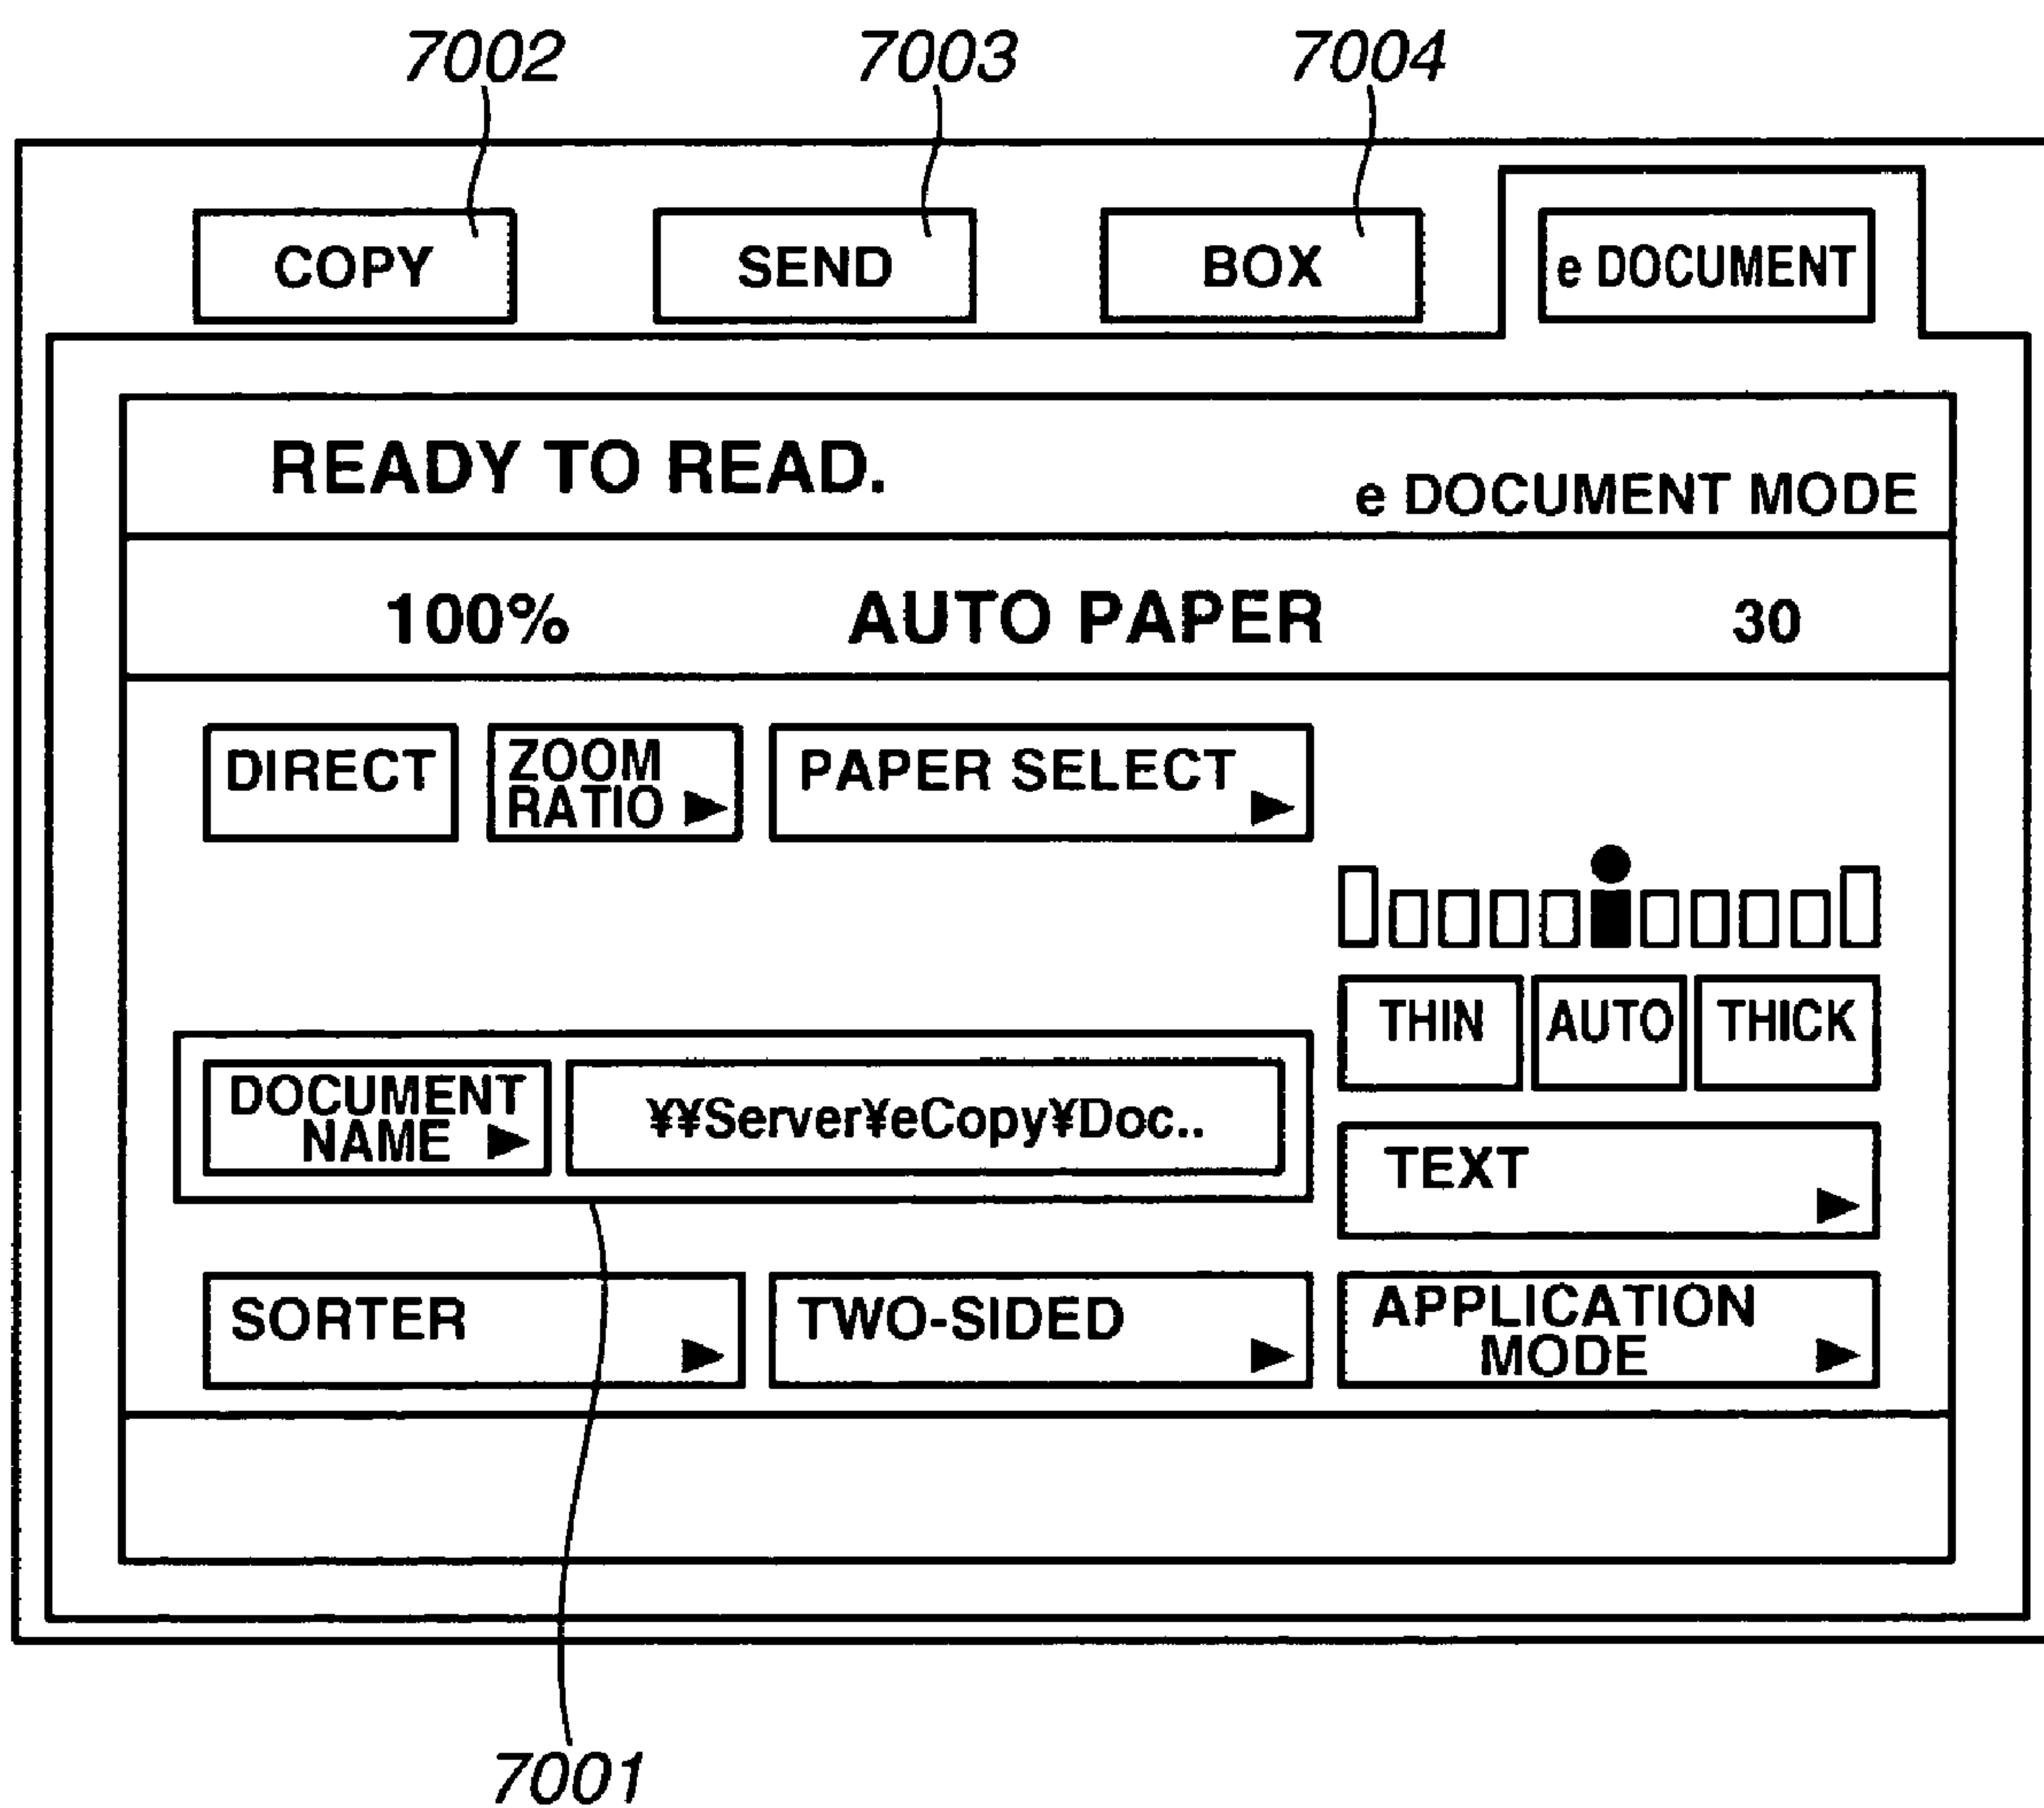 7002 7003 7004
COPY SEND BOX e DOCUMENT
READY TO READ.
e DOCUMENT MODE
100% AUTO PAPER 30
DIRECT
ZOOM
RATIO
PAPER SELECT
THIN AUTO THICK
DOCUMENT
NAME
¥¥Server¥eCopy¥Doc..
TEXT
SORTER
TWO-SIDED
APPLICATION
MODE
7001